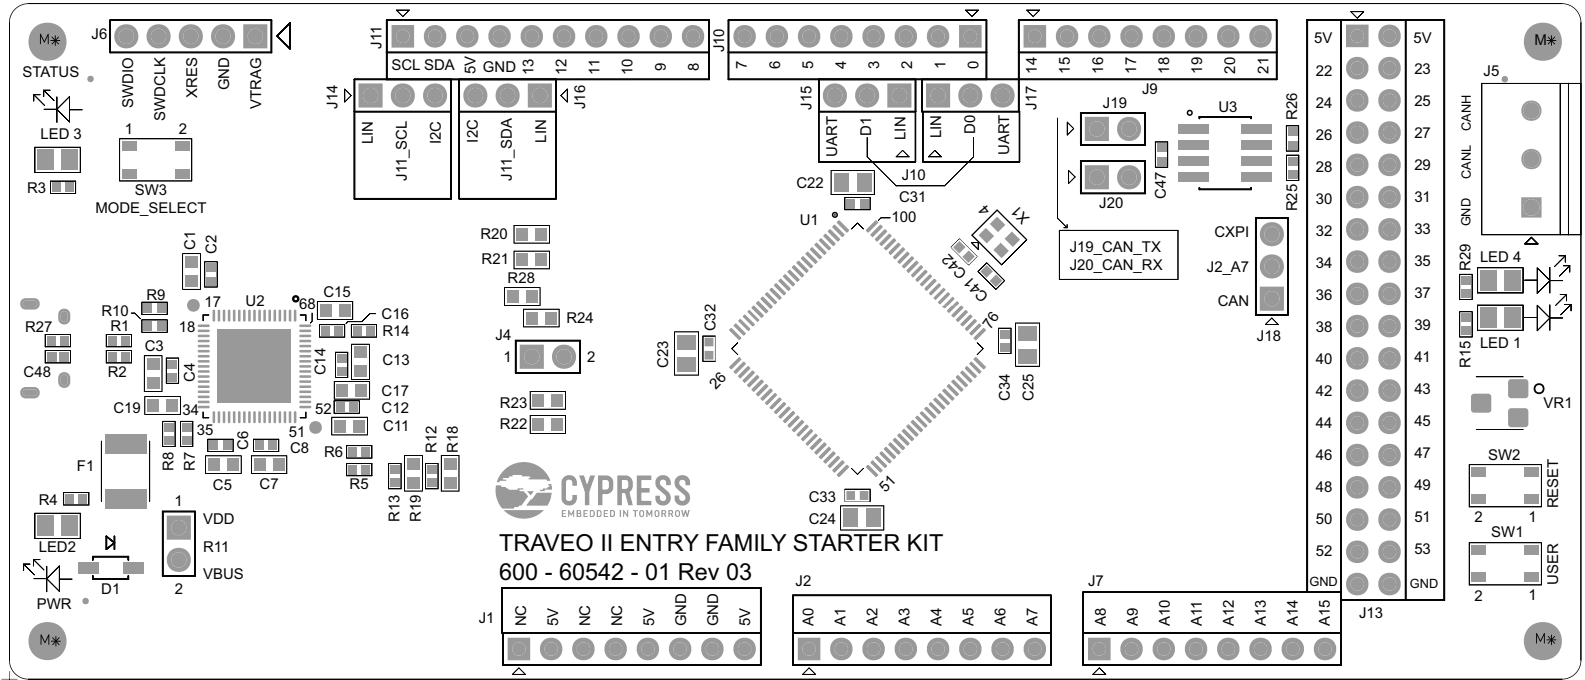 M*
J6
SWDIO
SWDCLK
XRES
GND
VTRAG
STATUS
LED 3
R3
1 2
SW3
MODE_SELECT
J11
SCL SDA 5V GND 13 12 11 10 9 8
J14
LIN
J11_SCL
I2C
J16
I2C
J11_SDA
LIN
J10
7 6 5 4 3 2 1 0
J15
UART
D1
LIN
J17
LIN
D0
UART
J10
14 15 16 17 18 19 20 21
J9
J19
J20
C47
U3
R26
R25
J19_CAN_TX
J20_CAN_RX
CXPI
J2_A7
CAN
J18
5V 5V
22 23
24 25
26 27
28 29
30 31
32 33
34 35
36 37
38 39
40 41
42 43
44 45
46 47
48 49
50 51
52 53
GND GND
J13
M*
J5
CANH
CANL
GND
R29
LED 4
R15
LED 1
VR1
SW2
RESET
2 1
SW1
USER
2 1
M*
C22
C31
U1
100
X1
4
C42
C41
76
C34
C25
C32
C23
26
51
C33
C24
R20
R21
R28
R24
J4
1 2
R23
R22
C1
C2
17
U2
68
C15
C16
R14
R9
R10
R1
R2
18
C3
C4
C14
C13
C17
C12
C11
52
C19
34
35
51
R8
R7
C6
C8
C5
C7
R6
R5
R13
R19
R12
R18
R27
C48
F1
R4
LED2
1
VDD
R11
VBUS
2
D1
PWR
M*
CYPRESS
EMBEDDED IN TOMORROW
TRAVEO II ENTRY FAMILY STARTER KIT
600 - 60542 - 01 Rev 03
J1
NC 5V NC NC 5V GND GND 5V
J2
A0 A1 A2 A3 A4 A5 A6 A7
J7
A8 A9 A10 A11 A12 A13 A14 A15